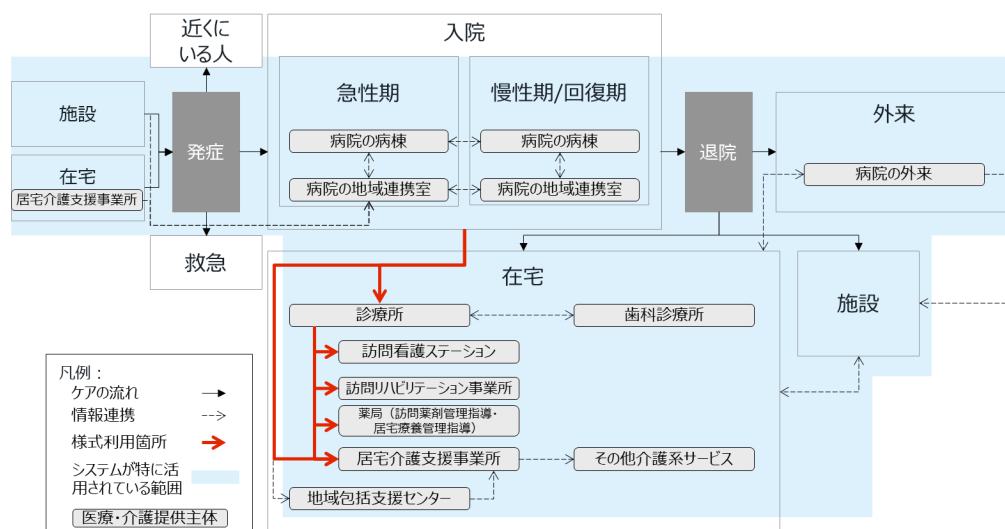 近くに
いる人
入院
急性期
慢性期/回復期
施設
発症
退院
外来
病院の病棟
病院の病棟
病院の外来
在宅
居宅介護支援事業所
病院の地域連携室
病院の地域連携室
救急
在宅
施設
診療所
歯科診療所
訪問看護ステーション
訪問リハビリテーション事業所
薬局（訪問薬剤管理指導・
居宅療養管理指導）
居宅介護支援事業所
その他介護系サービス
地域包括支援センター
凡例：
ケアの流れ
情報連携
様式利用箇所
システムが特に活
用されている範囲
医療・介護提供主体